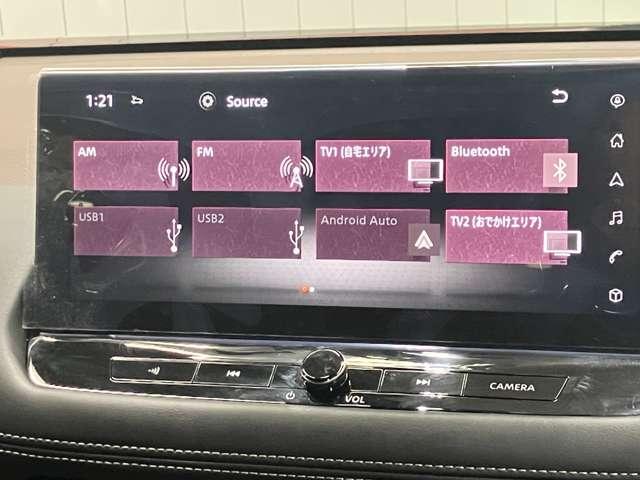 1:21
Source
AM
FM
TV1 (自宅エリア)
Bluetooth
USB1
USB2
Android Auto
TV2 (おでかけエリア)
VOL
CAMERA